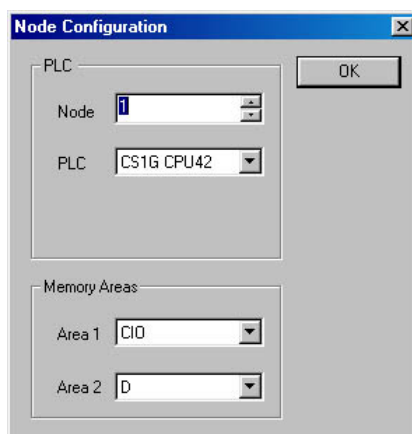 Node Configuration
PLC
OK
Node 1
PLC CS1G CPU42
Memory Areas
Area 1 CIO
Area 2 D